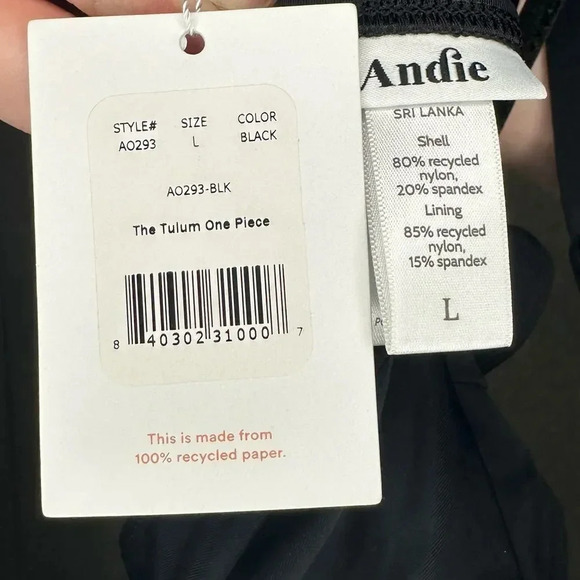 STYLE# SIZE COLOR
AO293 L BLACK
AO293-BLK
The Tulum One Piece
8 40302 31000 7
This is made from
100% recycled paper.
Andie
SRI LANKA
Shell
80% recycled
nylon,
20% spandex
Lining
85% recycled
nylon,
15% spandex
L